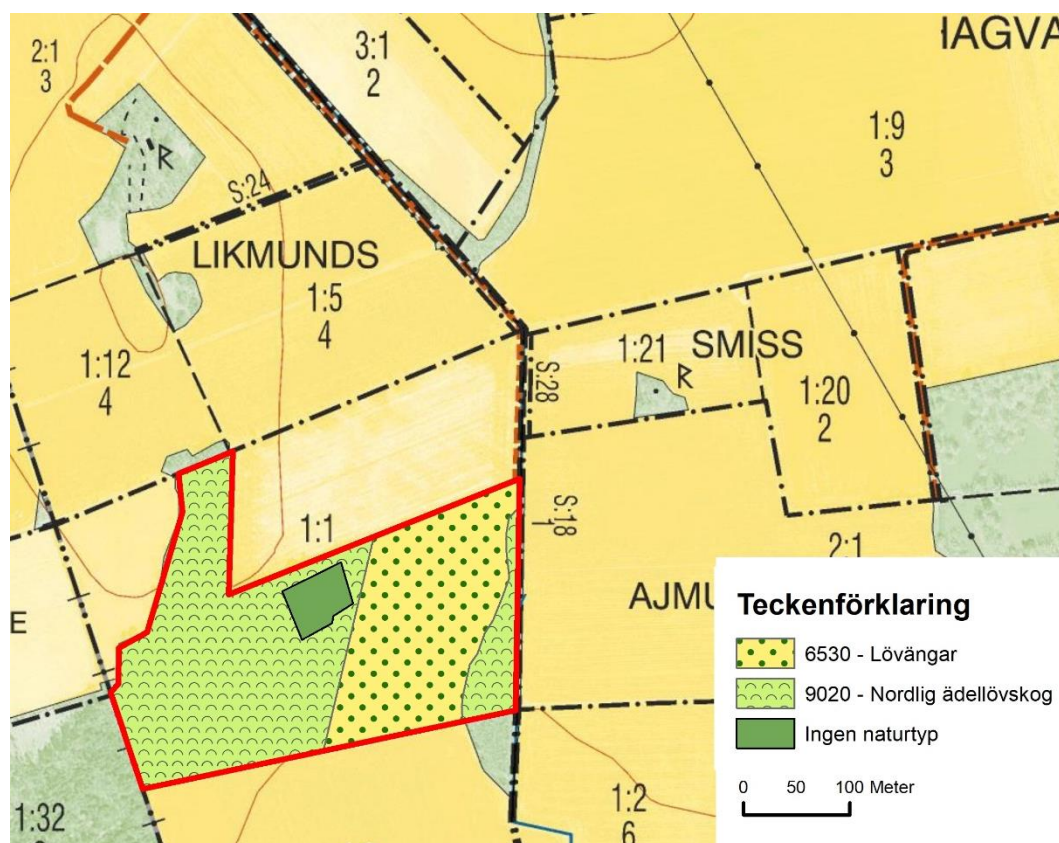 2:1
3
3:1
2
HAGVA
1:9
3
S:24
LIKMUNDS
1:5
4
1:12
4
1:21
R
SMISS
S:28
1:20
2
R
1:1
S:18
1
2:1
E
AJMU
1:32
1:2
6
Teckenförklaring
6530 - Lövängar
9020 - Nordlig ädellövskog
Ingen naturtyp
0 50 100 Meter